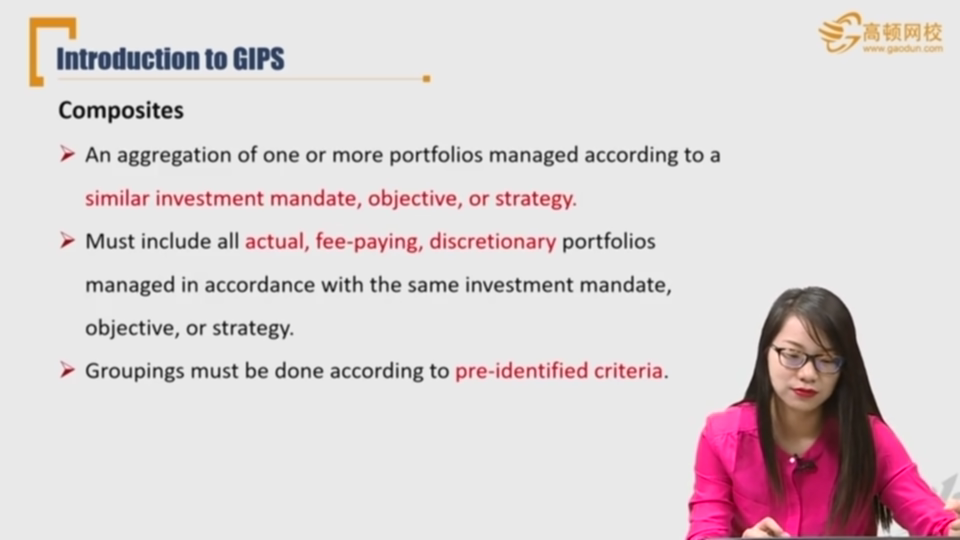 Introduction to GIPS
高顿网校
www.gaodun.com
Composites
➢ An aggregation of one or more portfolios managed according to a
similar investment mandate, objective, or strategy.
➢ Must include all actual, fee-paying, discretionary portfolios
managed in accordance with the same investment mandate,
objective, or strategy.
➢ Groupings must be done according to pre-identified criteria.